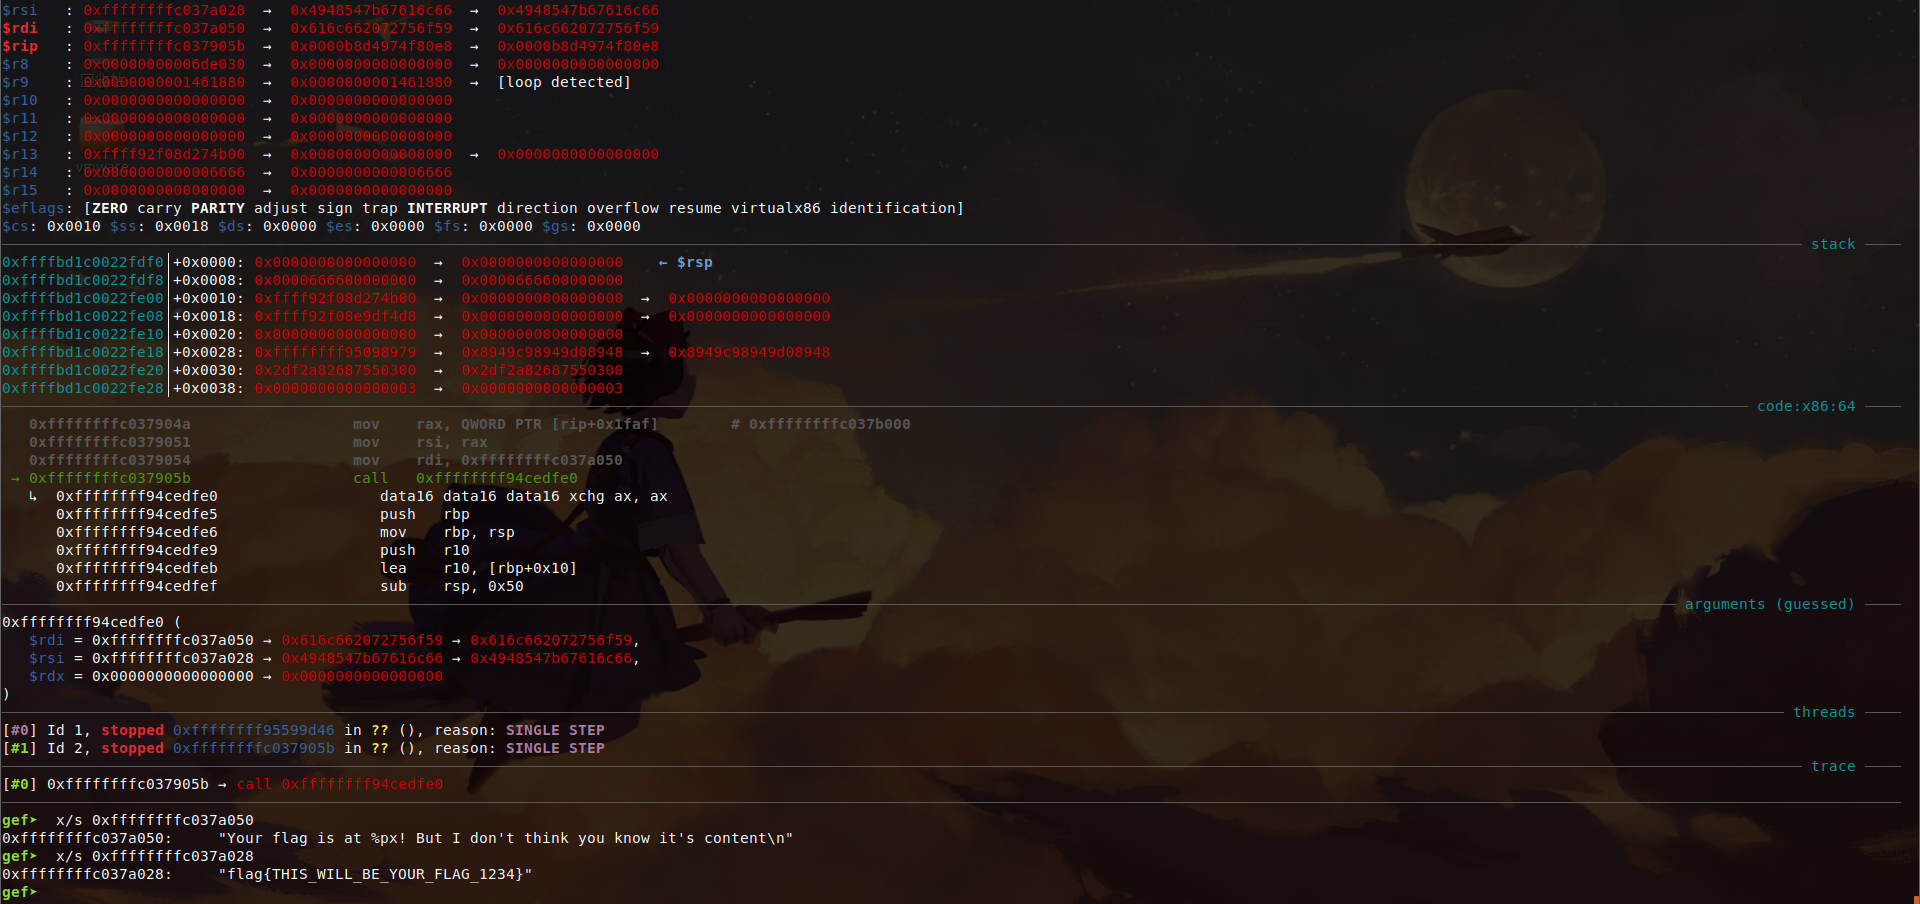 $rsi   : 0xffffffffc037a028  →  0x4948547b67616c66  →  0x4948547b67616c66
$rdi   : 0xffffffffc037a050  →  0x616c662072756f59  →  0x616c662072756f59
$rip   : 0xffffffffc037905b  →  0x0000b8d4974f80e8  →  0x0000b8d4974f80e8
$r8    : 0x00000000006de030  →  0x0000000000000000  →  0x0000000000000000
$r9    : 0x0000000001461880  →  0x0000000001461880  →  [loop detected]
$r10   : 0x0000000000000000  →  0x0000000000000000
$r11   : 0x0000000000000000  →  0x0000000000000000
$r12   : 0x0000000000000000  →  0x0000000000000000
$r13   : 0xffff92f08d274b00  →  0x0000000000000000  →  0x0000000000000000
vmware
$r14   : 0x0000000000006666  →  0x0000000000006666
$r15   : 0x0000000000000000  →  0x0000000000000000
$eflags: [ZERO carry PARITY adjust sign trap INTERRUPT direction overflow resume virtualx86 identification]
$cs: 0x0010 $ss: 0x0018 $ds: 0x0000 $es: 0x0000 $fs: 0x0000 $gs: 0x0000
stack
0xffffbd1c0022fdf0│+0x0000: 0x0000000000000000  →  0x0000000000000000    ← $rsp
0xffffbd1c0022fdf8│+0x0008: 0x0000666600000000  →  0x0000666600000000
0xffffbd1c0022fe00│+0x0010: 0xffff92f08d274b00  →  0x0000000000000000  →  0x0000000000000000
0xffffbd1c0022fe08│+0x0018: 0xffff92f08e9df4d8  →  0x0000000000000000  →  0x0000000000000000
0xffffbd1c0022fe10│+0x0020: 0x0000000000000000  →  0x0000000000000000
0xffffbd1c0022fe18│+0x0028: 0xffffffff95098979  →  0x8949c98949d08948  →  0x8949c98949d08948
0xffffbd1c0022fe20│+0x0030: 0x2df2a82687550300  →  0x2df2a82687550300
0xffffbd1c0022fe28│+0x0038: 0x0000000000000003  →  0x0000000000000003
code:x86:64
0xffffffffc037904a                  mov    rax, QWORD PTR [rip+0x1faf]        # 0xffffffffc037b000
0xffffffffc0379051                  mov    rsi, rax
0xffffffffc0379054                  mov    rdi, 0xffffffffc037a050
→ 0xffffffffc037905b                  call   0xffffffff94cedfe0
↳  0xffffffff94cedfe0                  data16 data16 data16 xchg ax, ax
0xffffffff94cedfe5                  push   rbp
0xffffffff94cedfe6                  mov    rbp, rsp
0xffffffff94cedfe9                  push   r10
0xffffffff94cedfeb                  lea    r10, [rbp+0x10]
0xffffffff94cedfef                  sub    rsp, 0x50
arguments (guessed)
0xffffffff94cedfe0 (
$rdi = 0xffffffffc037a050 → 0x616c662072756f59 → 0x616c662072756f59,
$rsi = 0xffffffffc037a028 → 0x4948547b67616c66 → 0x4948547b67616c66,
$rdx = 0x0000000000000000 → 0x0000000000000000
)
threads
[#0] Id 1, stopped 0xffffffff95599d46 in ?? (), reason: SINGLE STEP
[#1] Id 2, stopped 0xffffffffc037905b in ?? (), reason: SINGLE STEP
trace
[#0] 0xffffffffc037905b → call 0xffffffff94cedfe0
gef➤  x/s 0xffffffffc037a050
0xffffffffc037a050:     "Your flag is at %px! But I don't think you know it's content\n"
gef➤  x/s 0xffffffffc037a028
0xffffffffc037a028:     "flag{THIS_WILL_BE_YOUR_FLAG_1234}"
gef➤